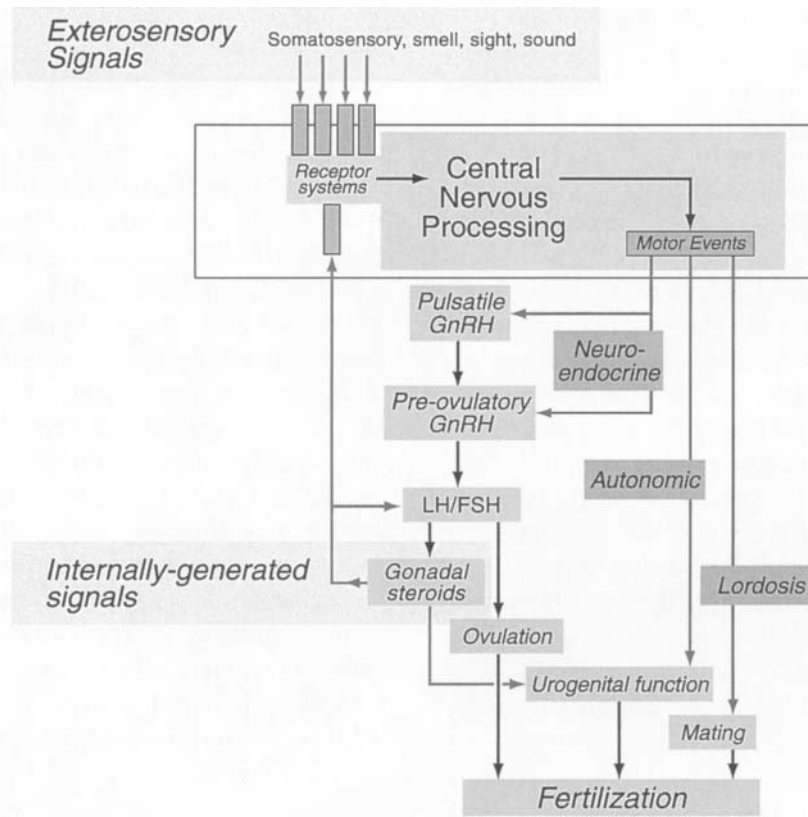 Exterosensory
Signals
Somatosensory, smell, sight, sound
Receptor
systems
Central
Nervous
Processing
Motor Events
Pulsatile
GnRH
Neuro-
endocrine
Pre-ovulatory
GnRH
Autonomic
LH/FSH
Internally-generated
signals
Gonadal
steroids
Lordosis
Ovulation
Urogenital function
Mating
Fertilization